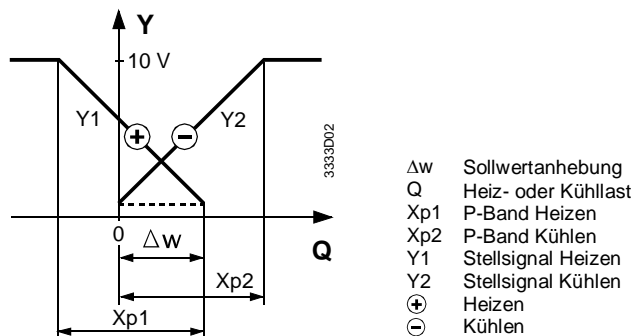 Y
10 V
Y1
+
−
Y2
3333D02
0
Δw
Q
Xp2
Xp1
Δw Sollwertanhebung
Q Heiz- oder Kühllast
Xp1 P-Band Heizen
Xp2 P-Band Kühlen
Y1 Stellsignal Heizen
Y2 Stellsignal Kühlen
+ Heizen
− Kühlen